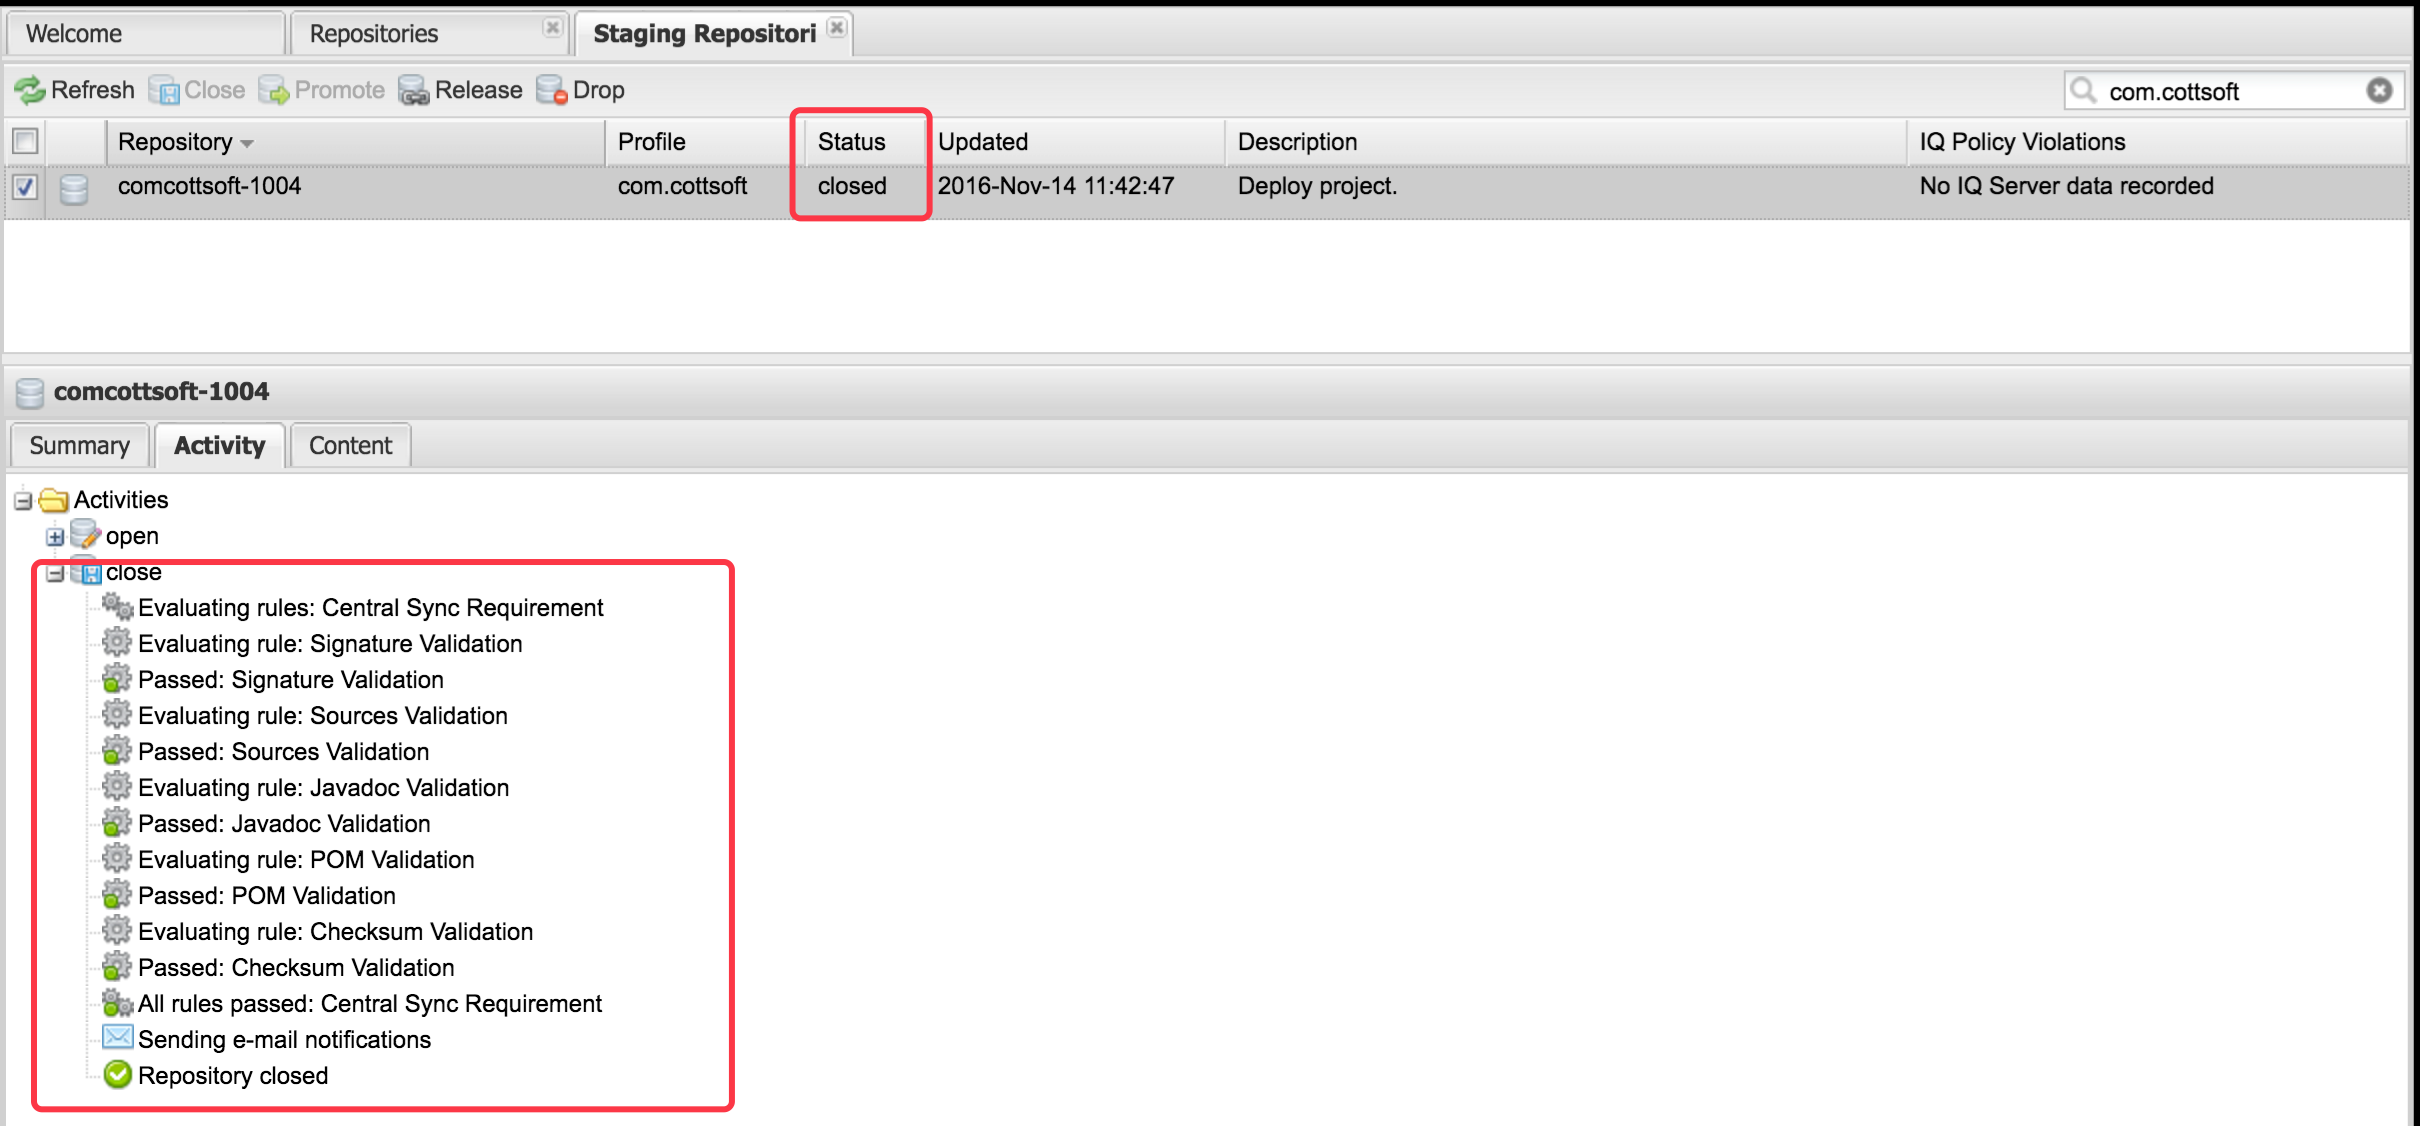 Welcome Repositories Staging Repositori
Refresh Close Promote Release Drop com.cottsoft
Repository Profile Status Updated Description IQ Policy Violations
comcottsoft-1004 com.cottsoft closed 2016-Nov-14 11:42:47 Deploy project. No IQ Server data recorded
comcottsoft-1004
Summary Activity Content
Activities
open
close
Evaluating rules: Central Sync Requirement
Evaluating rule: Signature Validation
Passed: Signature Validation
Evaluating rule: Sources Validation
Passed: Sources Validation
Evaluating rule: Javadoc Validation
Passed: Javadoc Validation
Evaluating rule: POM Validation
Passed: POM Validation
Evaluating rule: Checksum Validation
Passed: Checksum Validation
All rules passed: Central Sync Requirement
Sending e-mail notifications
Repository closed